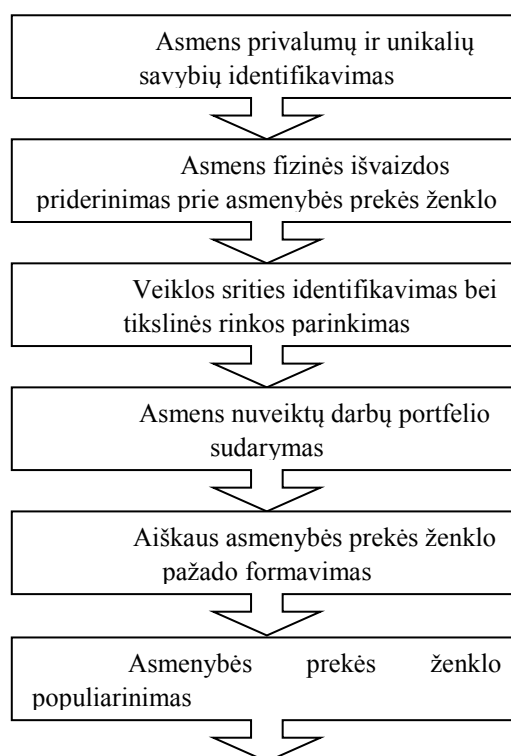 Asmens privalumų ir unikalių
savybių identifikavimas
Asmens fizinės išvaizdos
priderinimas prie asmenybės prekės ženklo
Veiklos srities identifikavimas bei
tikslinės rinkos parinkimas
Asmens nuveiktų darbų portfelio
sudarymas
Aiškaus asmenybės prekės ženklo
pažado formavimas
Asmenybės prekės ženklo
populiarinimas